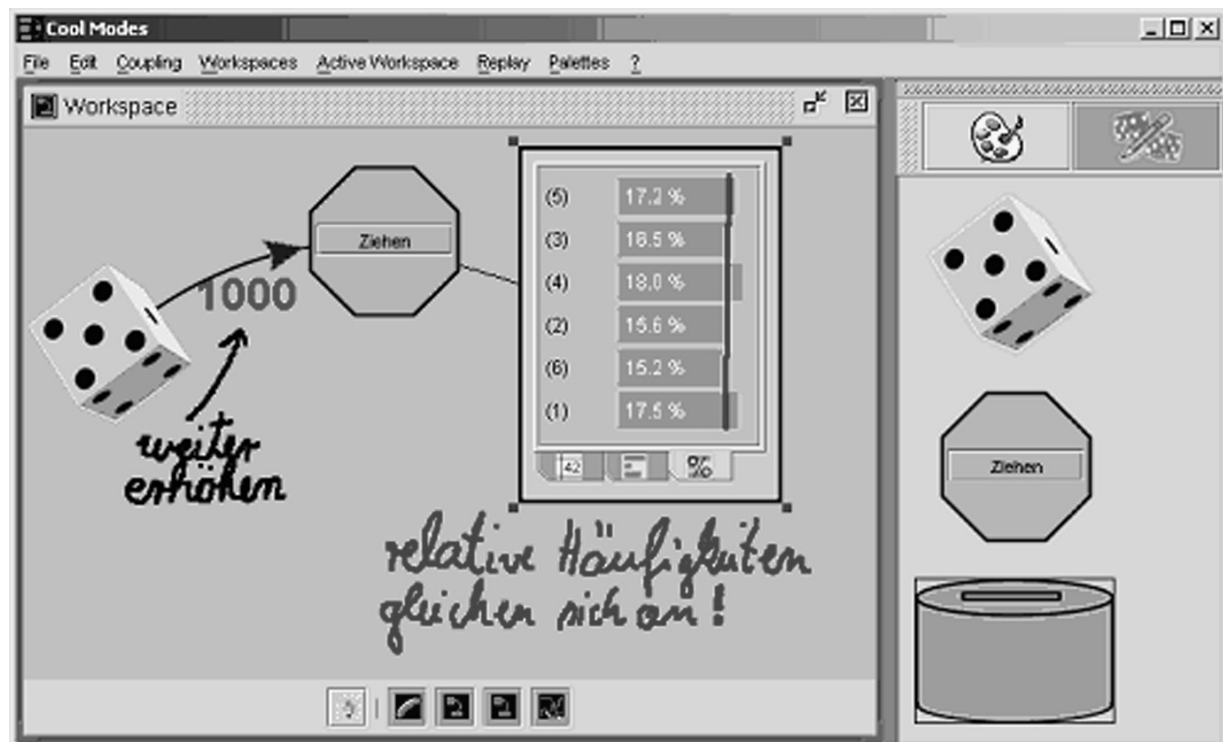 Cool Modes
File Edit Coupling Workspaces Active Workspace Replay Palettes ?
Workspace
Ziehen
1000
weiter
erhöhen
(5) 17.2 %
(3) 16.5 %
(4) 18.0 %
(2) 15.6 %
(6) 15.2 %
(1) 17.5 %
42 %
relative Häufigkeiten
gleichen sich an!
Ziehen